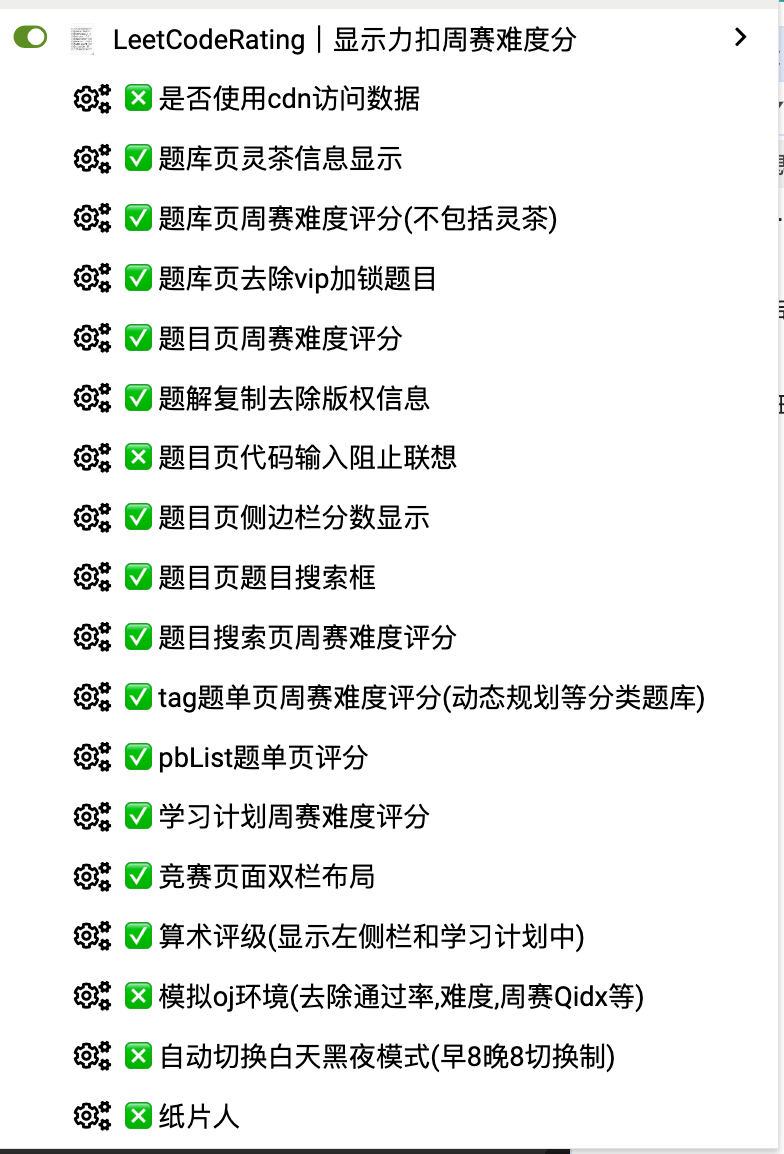 LeetCodeRating｜显示力扣周赛难度分
是否使用cdn访问数据
题库页灵茶信息显示
题库页周赛难度评分(不包括灵茶)
题库页去除vip加锁题目
题目页周赛难度评分
题解复制去除版权信息
题目页代码输入阻止联想
题目页侧边栏分数显示
题目页题目搜索框
题目搜索页周赛难度评分
tag题单页周赛难度评分(动态规划等分类题库)
pbList题单页评分
学习计划周赛难度评分
竞赛页面双栏布局
算术评级(显示左侧栏和学习计划中)
模拟oj环境(去除通过率,难度,周赛Qidx等)
自动切换白天黑夜模式(早8晚8切换制)
纸片人